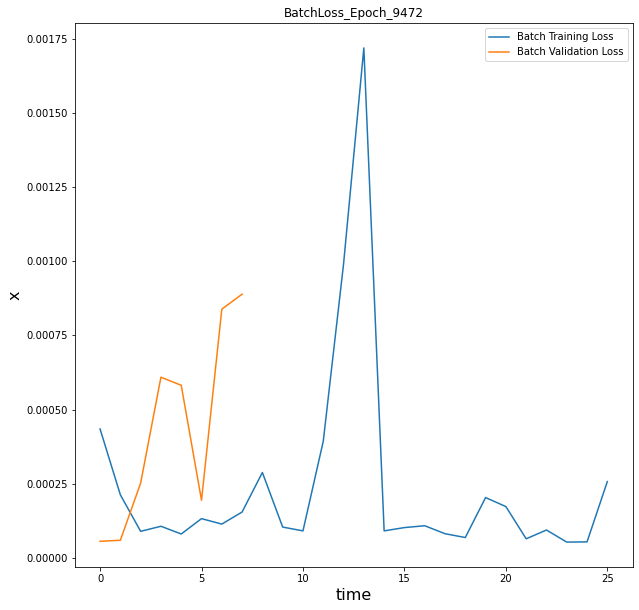 BatchLoss_Epoch_9472
Batch Training Loss
Batch Validation Loss
0.00175
0.00150
0.00125
0.00100
0.00075
0.00050
0.00025
0.00000
x
0 5 10 15 20 25
time